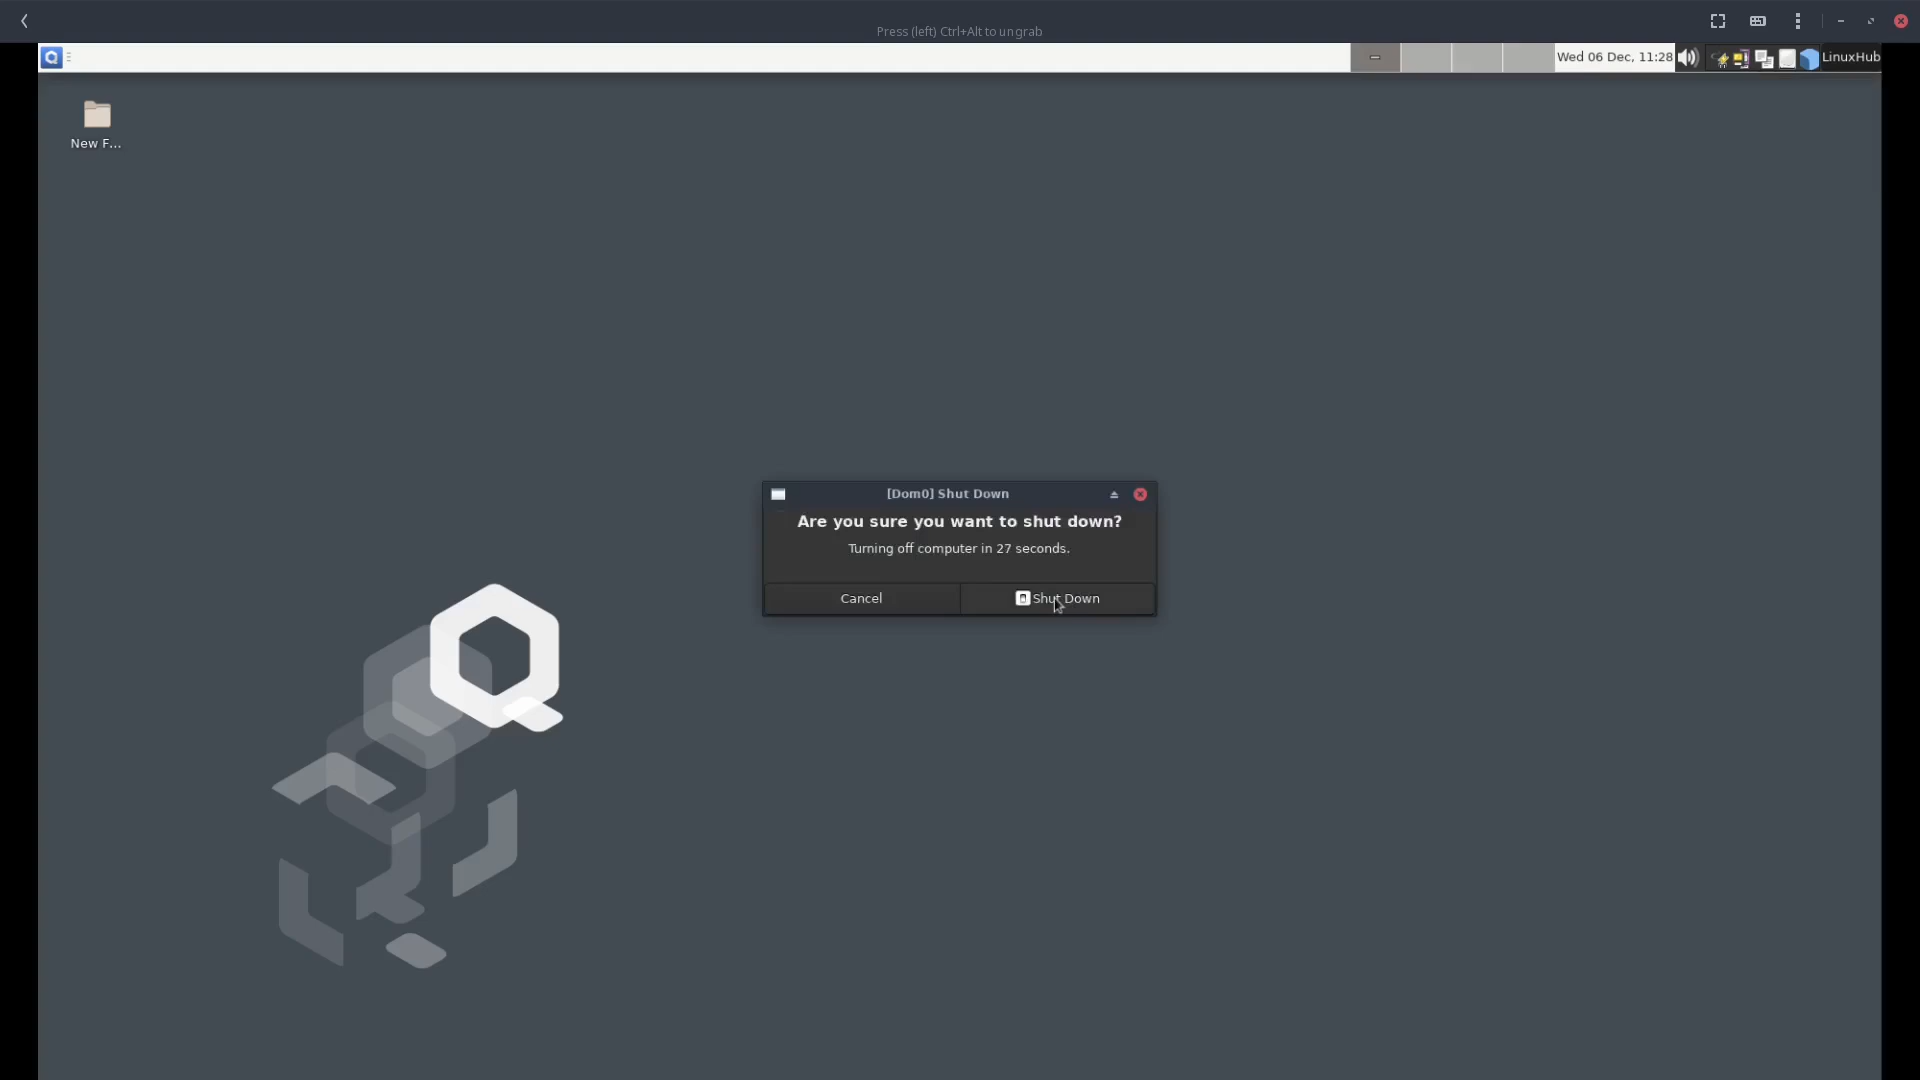 Press (left) Ctrl+Alt to ungrab
Wed 06 Dec, 11:28
LinuxHub
New F...
[Dom0] Shut Down
Are you sure you want to shut down?
Turning off computer in 27 seconds.
Cancel
Shut Down